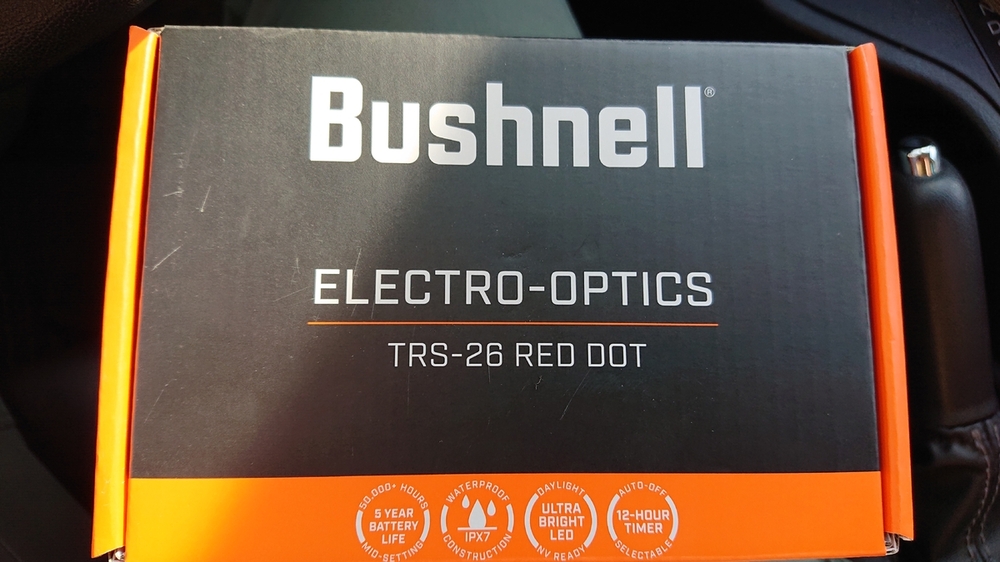 Bushnell®
ELECTRO-OPTICS
TRS-26 RED DOT
50,000+ HOURS
5 YEAR
BATTERY
LIFE
MID-SETTING
WATERPROOF
IPX7
CONSTRUCTION
DAYLIGHT
ULTRA
BRIGHT
LED
NV READY
AUTO-OFF
12-HOUR
TIMER
SELECTABLE